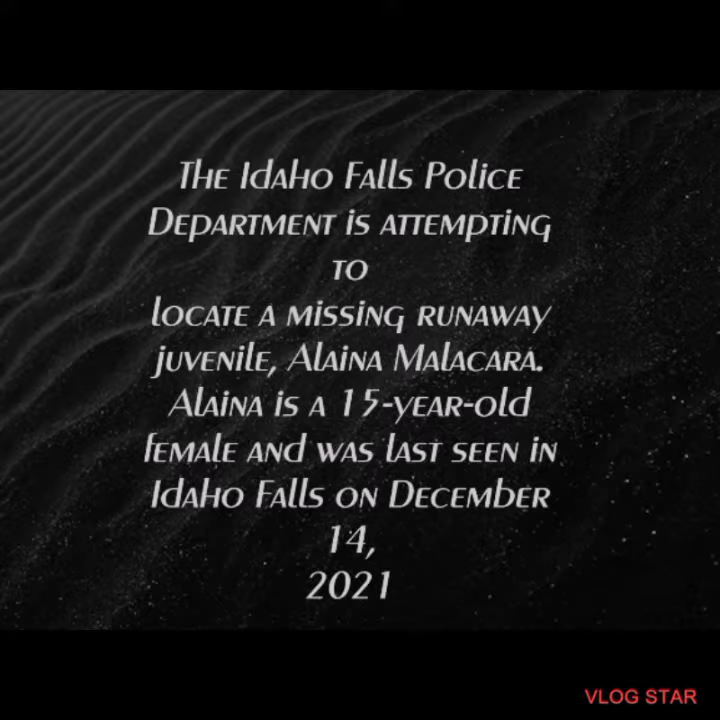 The Idaho Falls Police
Department is attempting
to
locate a missing runaway
juvenile, Alaina Malacara.
Alaina is a 15-year-old
female and was last seen in
Idaho Falls on December
14,
2021
VLOG STAR